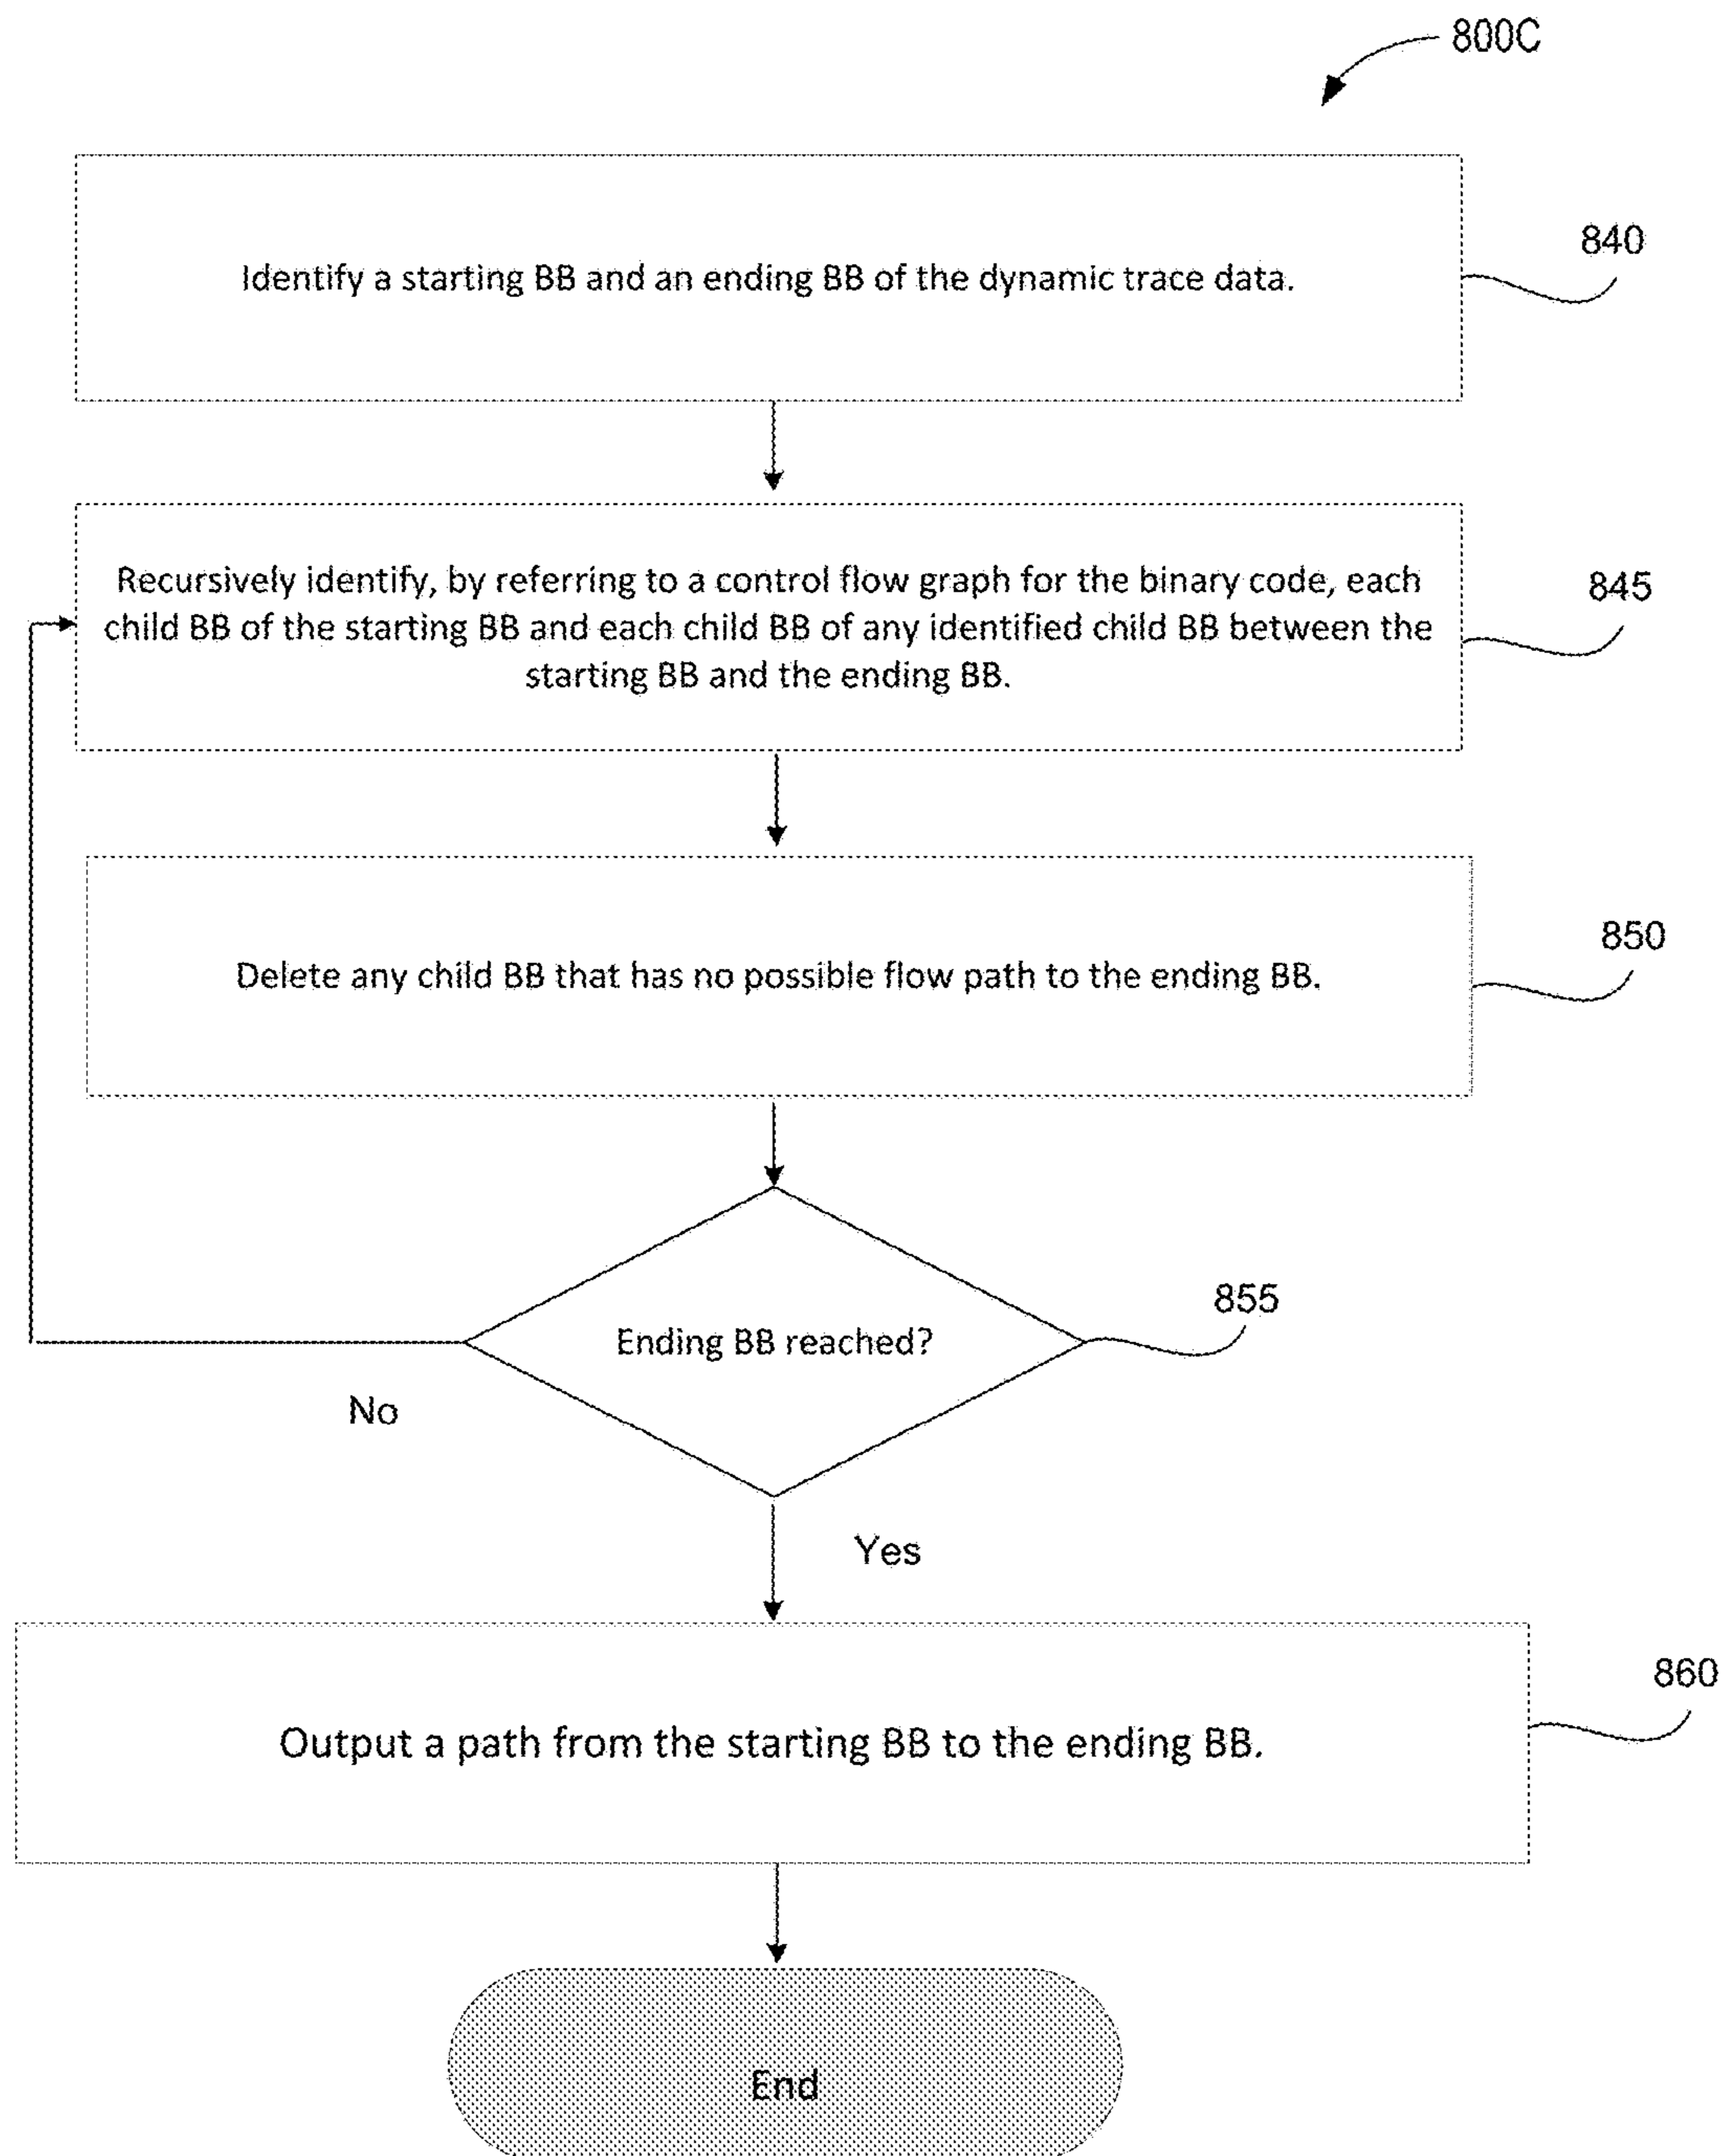 800C
Identify a starting BB and an ending BB of the dynamic trace data.
840
Recursively identify, by referring to a control flow graph for the binary code, each
child BB of the starting BB and each child BB of any identified child BB between the
starting BB and the ending BB.
845
Delete any child BB that has no possible flow path to the ending BB.
850
Ending BB reached?
855
No
Yes
Output a path from the starting BB to the ending BB.
860
End